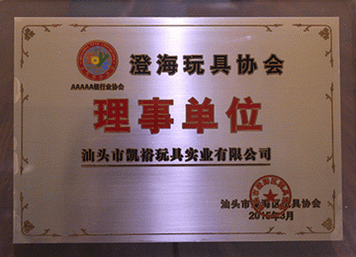 澄海玩具协会
AAAAA级行业协会
理事单位
汕头市凯裕玩具实业有限公司
汕头市澄海区玩具协会
2015年3月